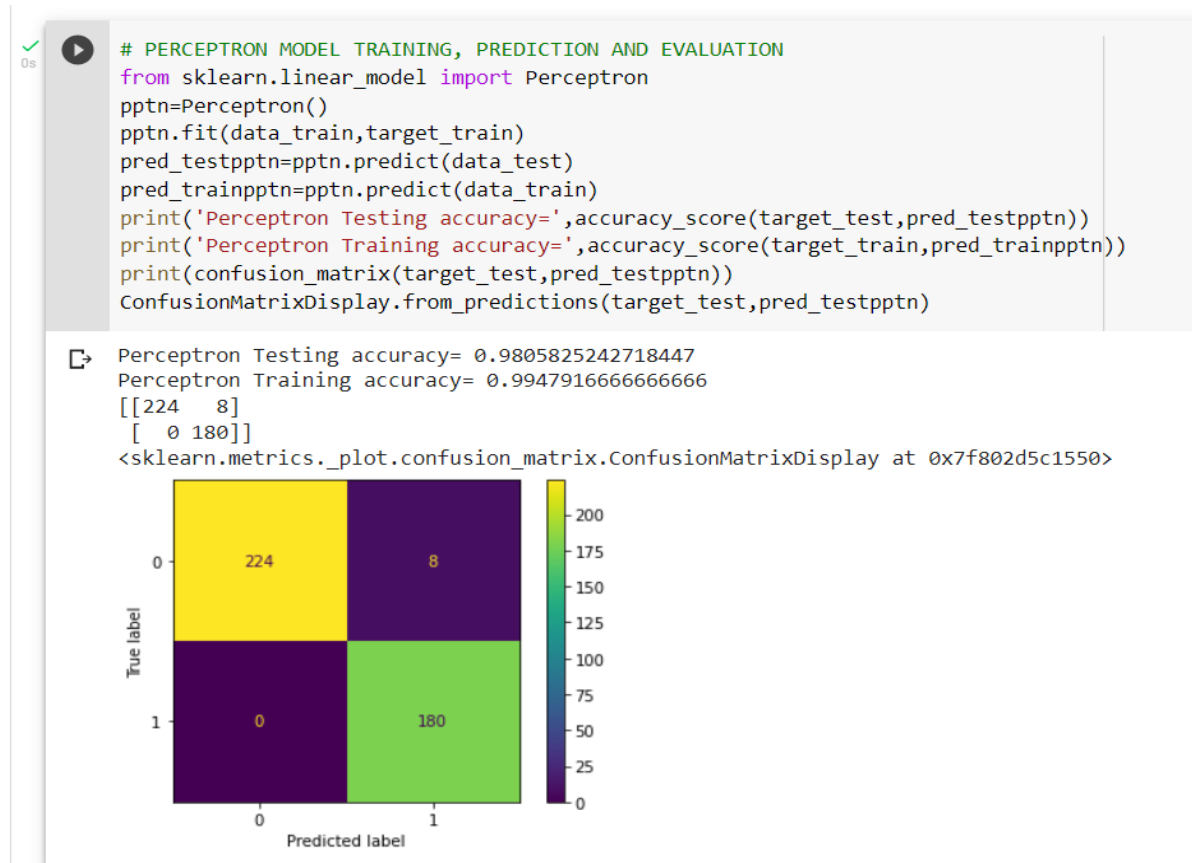 0s
# PERCEPTRON MODEL TRAINING, PREDICTION AND EVALUATION
from sklearn.linear_model import Perceptron
pptn=Perceptron()
pptn.fit(data_train,target_train)
pred_testpptn=pptn.predict(data_test)
pred_trainpptn=pptn.predict(data_train)
print('Perceptron Testing accuracy=',accuracy_score(target_test,pred_testpptn))
print('Perceptron Training accuracy=',accuracy_score(target_train,pred_trainpptn))
print(confusion_matrix(target_test,pred_testpptn))
ConfusionMatrixDisplay.from_predictions(target_test,pred_testpptn)
Perceptron Testing accuracy= 0.9805825242718447
Perceptron Training accuracy= 0.9947916666666666
[[224   8]
 [  0 180]]
<sklearn.metrics._plot.confusion_matrix.ConfusionMatrixDisplay at 0x7f802d5c1550>
True label
0
1
224 8
0 180
0 1
Predicted label
200
175
150
125
100
75
50
25
0